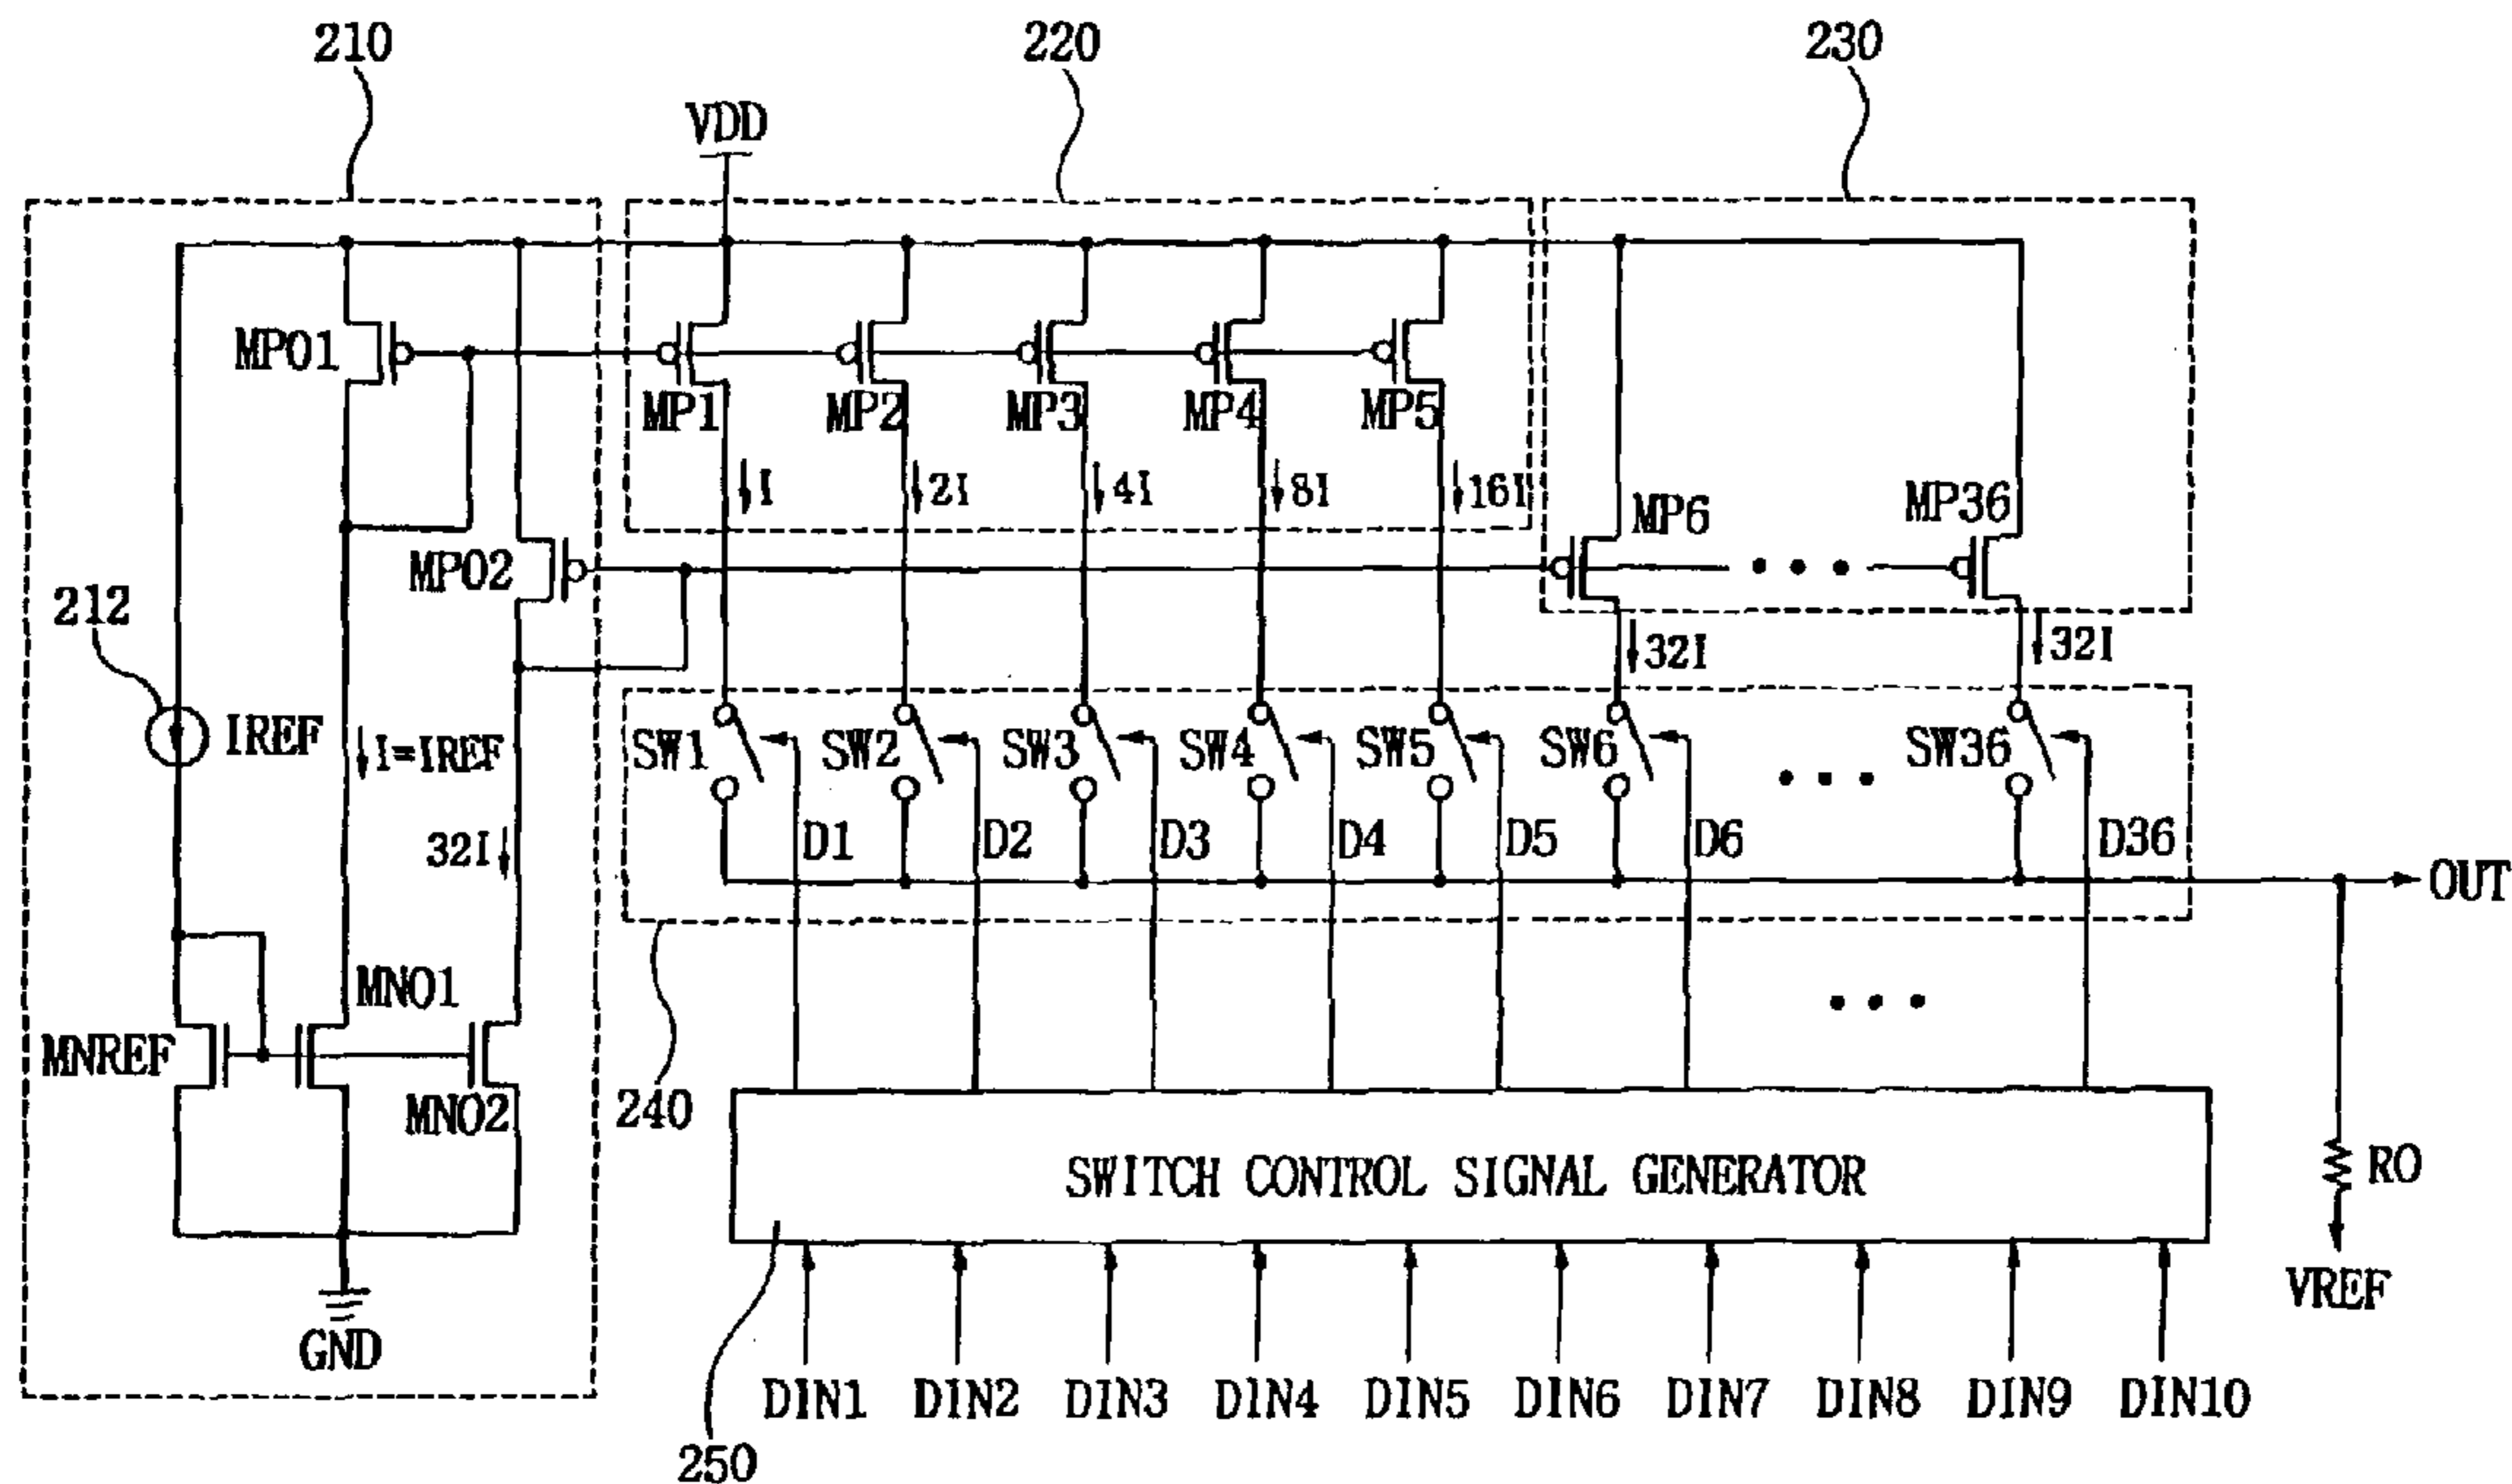 210
220
230
VDD
MP01
MP1
MP2
MP3
MP4
MP5
I
2I
4I
8I
16I
MP6
MP36
MP02
212
32I
32I
IREF
I=IREF
SW1
SW2
SW3
SW4
SW5
SW6
SW36
32I
D1
D2
D3
D4
D5
D6
D36
OUT
MN01
MNREF
MN02
240
SWITCH CONTROL SIGNAL GENERATOR
RO
VREF
GND
DIN1
DIN2
DIN3
DIN4
DIN5
DIN6
DIN7
DIN8
DIN9
DIN10
250